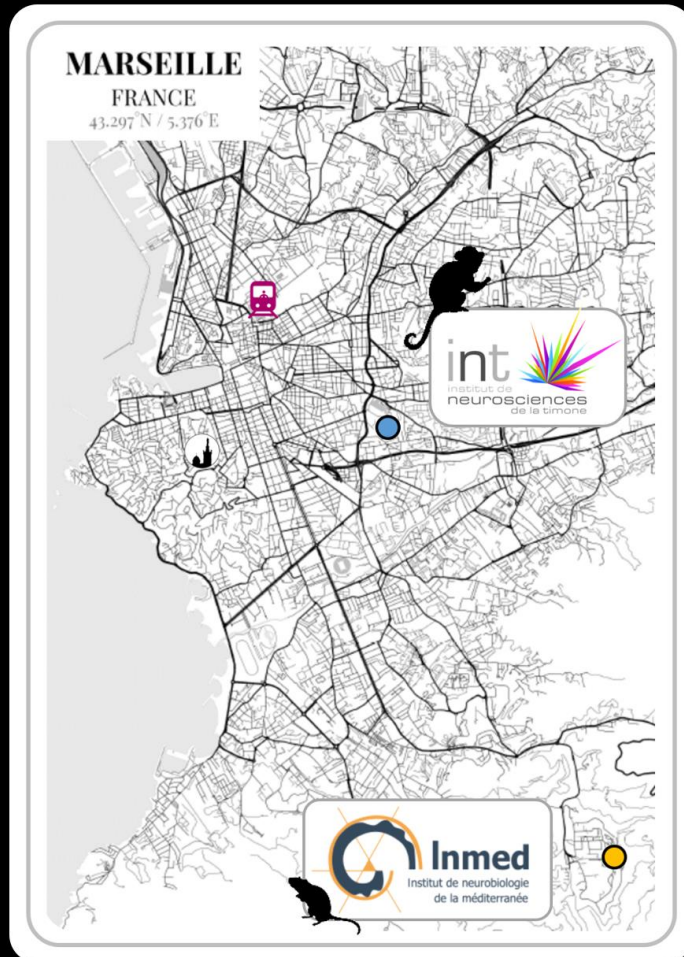 MARSEILLE
FRANCE
43.297°N / 5.376°E
int
institut de
neurosciences
de la timone
Inmed
Institut de neurobiologie
de la méditerranée